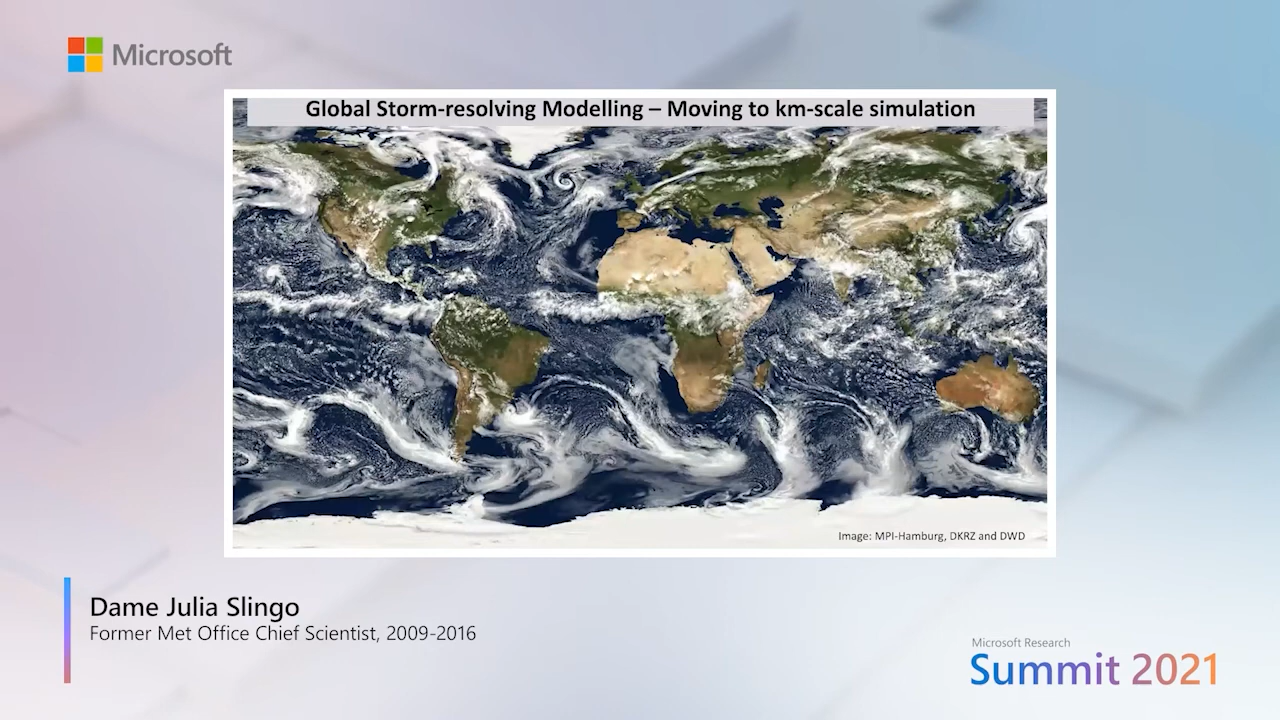 Microsoft
Global Storm-resolving Modelling – Moving to km-scale simulation
Image: MPI-Hamburg, DKRZ and DWD
Dame Julia Slingo
Former Met Office Chief Scientist, 2009-2016
Microsoft Research
Summit 2021